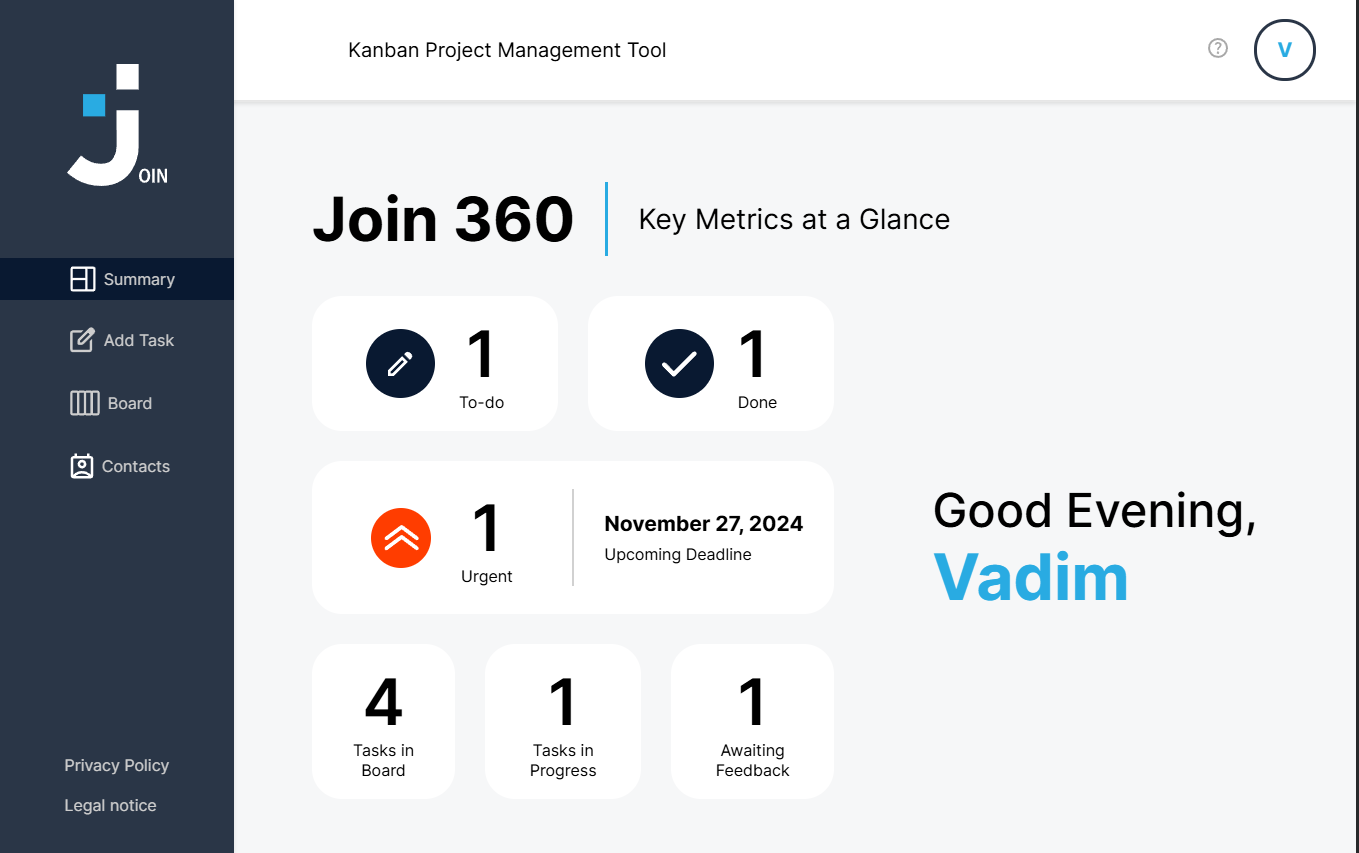 OIN
Summary
Add Task
Board
Contacts
Privacy Policy
Legal notice
Kanban Project Management Tool
?
V
Join 360
Key Metrics at a Glance
1
To-do
1
Done
1
Urgent
November 27, 2024
Upcoming Deadline
4
Tasks in
Board
1
Tasks in
Progress
1
Awaiting
Feedback
Good Evening,
Vadim